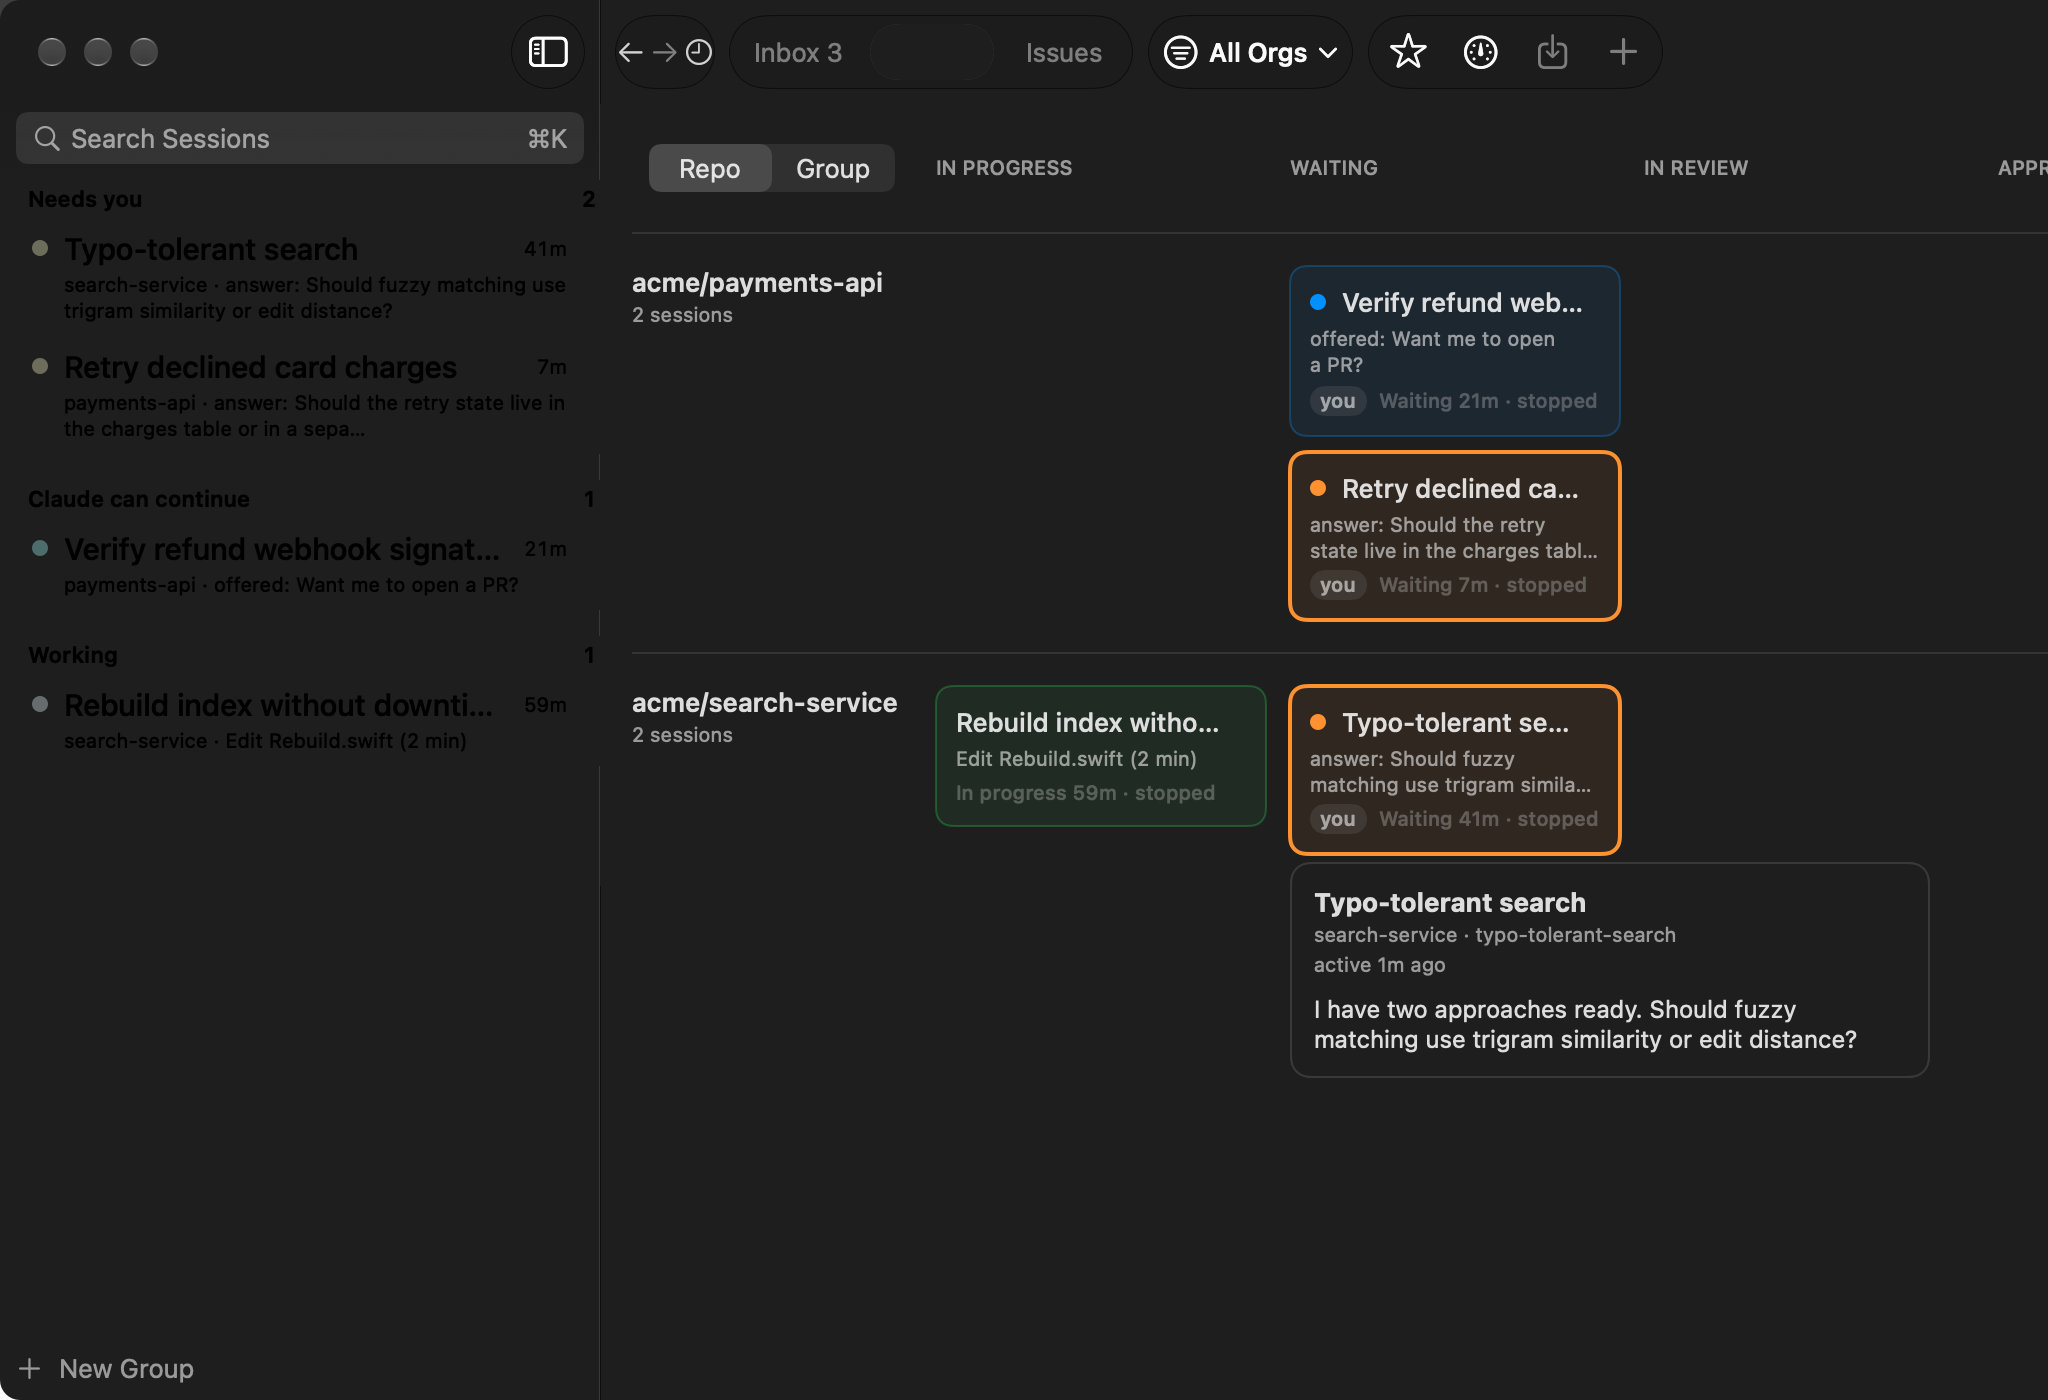 Inbox 3
Issues
All Orgs
Search Sessions
⌘K
Needs you
2
Typo-tolerant search
41m
search-service · answer: Should fuzzy matching use
trigram similarity or edit distance?
Retry declined card charges
7m
payments-api · answer: Should the retry state live in
the charges table or in a sepa...
Claude can continue
1
Verify refund webhook signat...
21m
payments-api · offered: Want me to open a PR?
Working
1
Rebuild index without downti...
59m
search-service · Edit Rebuild.swift (2 min)
New Group
Repo
Group
IN PROGRESS
WAITING
IN REVIEW
APPR
acme/payments-api
2 sessions
Verify refund web...
offered: Want me to open
a PR?
you
Waiting 21m · stopped
Retry declined ca...
answer: Should the retry
state live in the charges tabl...
you
Waiting 7m · stopped
acme/search-service
2 sessions
Rebuild index witho...
Edit Rebuild.swift (2 min)
In progress 59m · stopped
Typo-tolerant se...
answer: Should fuzzy
matching use trigram simila...
you
Waiting 41m · stopped
Typo-tolerant search
search-service · typo-tolerant-search
active 1m ago
I have two approaches ready. Should fuzzy
matching use trigram similarity or edit distance?